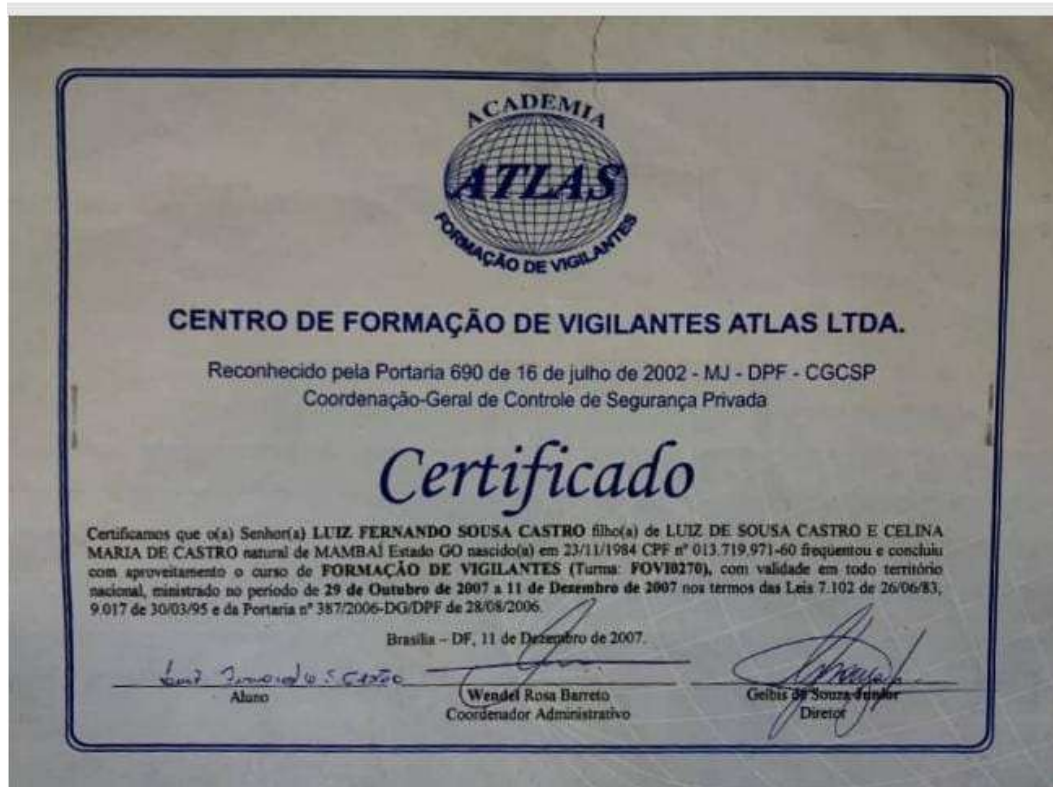 ACADEMIA
ATLAS
FORMAÇÃO DE VIGILANTES
CENTRO DE FORMAÇÃO DE VIGILANTES ATLAS LTDA.
Reconhecido pela Portaria 690 de 16 de julho de 2002 - MJ - DPF - CGCSP
Coordenação-Geral de Controle de Segurança Privada
Certificado
Certificamos que o(a) Senhor(a) LUIZ FERNANDO SOUSA CASTRO filho(a) de LUIZ DE SOUSA CASTRO E CELINA
MARIA DE CASTRO natural de MAMBAÍ Estado GO nascido(a) em 23/11/1984 CPF nº 013.719.971-60 freqüentou e concluiu
com aproveitamento o curso de FORMAÇÃO DE VIGILANTES (Turma: FOVI0270), com validade em todo território
nacional, ministrado no período de 29 de Outubro de 2007 a 11 de Dezembro de 2007 nos termos das Leis 7.102 de 26/06/83,
9.017 de 30/03/95 e da Portaria nº 387/2006-DG/DPF de 28/08/2006.
Brasília – DF, 11 de Dezembro de 2007.
Luiz Fernando S. Castro
Aluno
Wendel Rosa Barreto
Coordenador Administrativo
Geibis de Souza Junior
Diretor